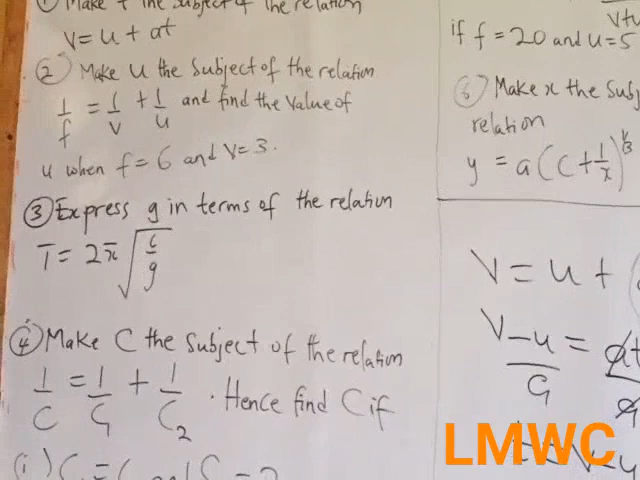 ① Make t the subject of the relation
V = u + at
② Make u the subject of the relation
1/f = 1/v + 1/u and find the value of
u when f = 6 and v = 3.
③ Express g in terms of the relation
T = 2π√(l/g)
④ Make C the subject of the relation
1/C = 1/C₁ + 1/C₂ . Hence find C if
(i)
V+u
if f = 20 and u = 5
⑥ Make x the Subj
relation
y = a(c + 1/x)^1/3
V = u +
V - u / a = at / a
V - u
LMWC